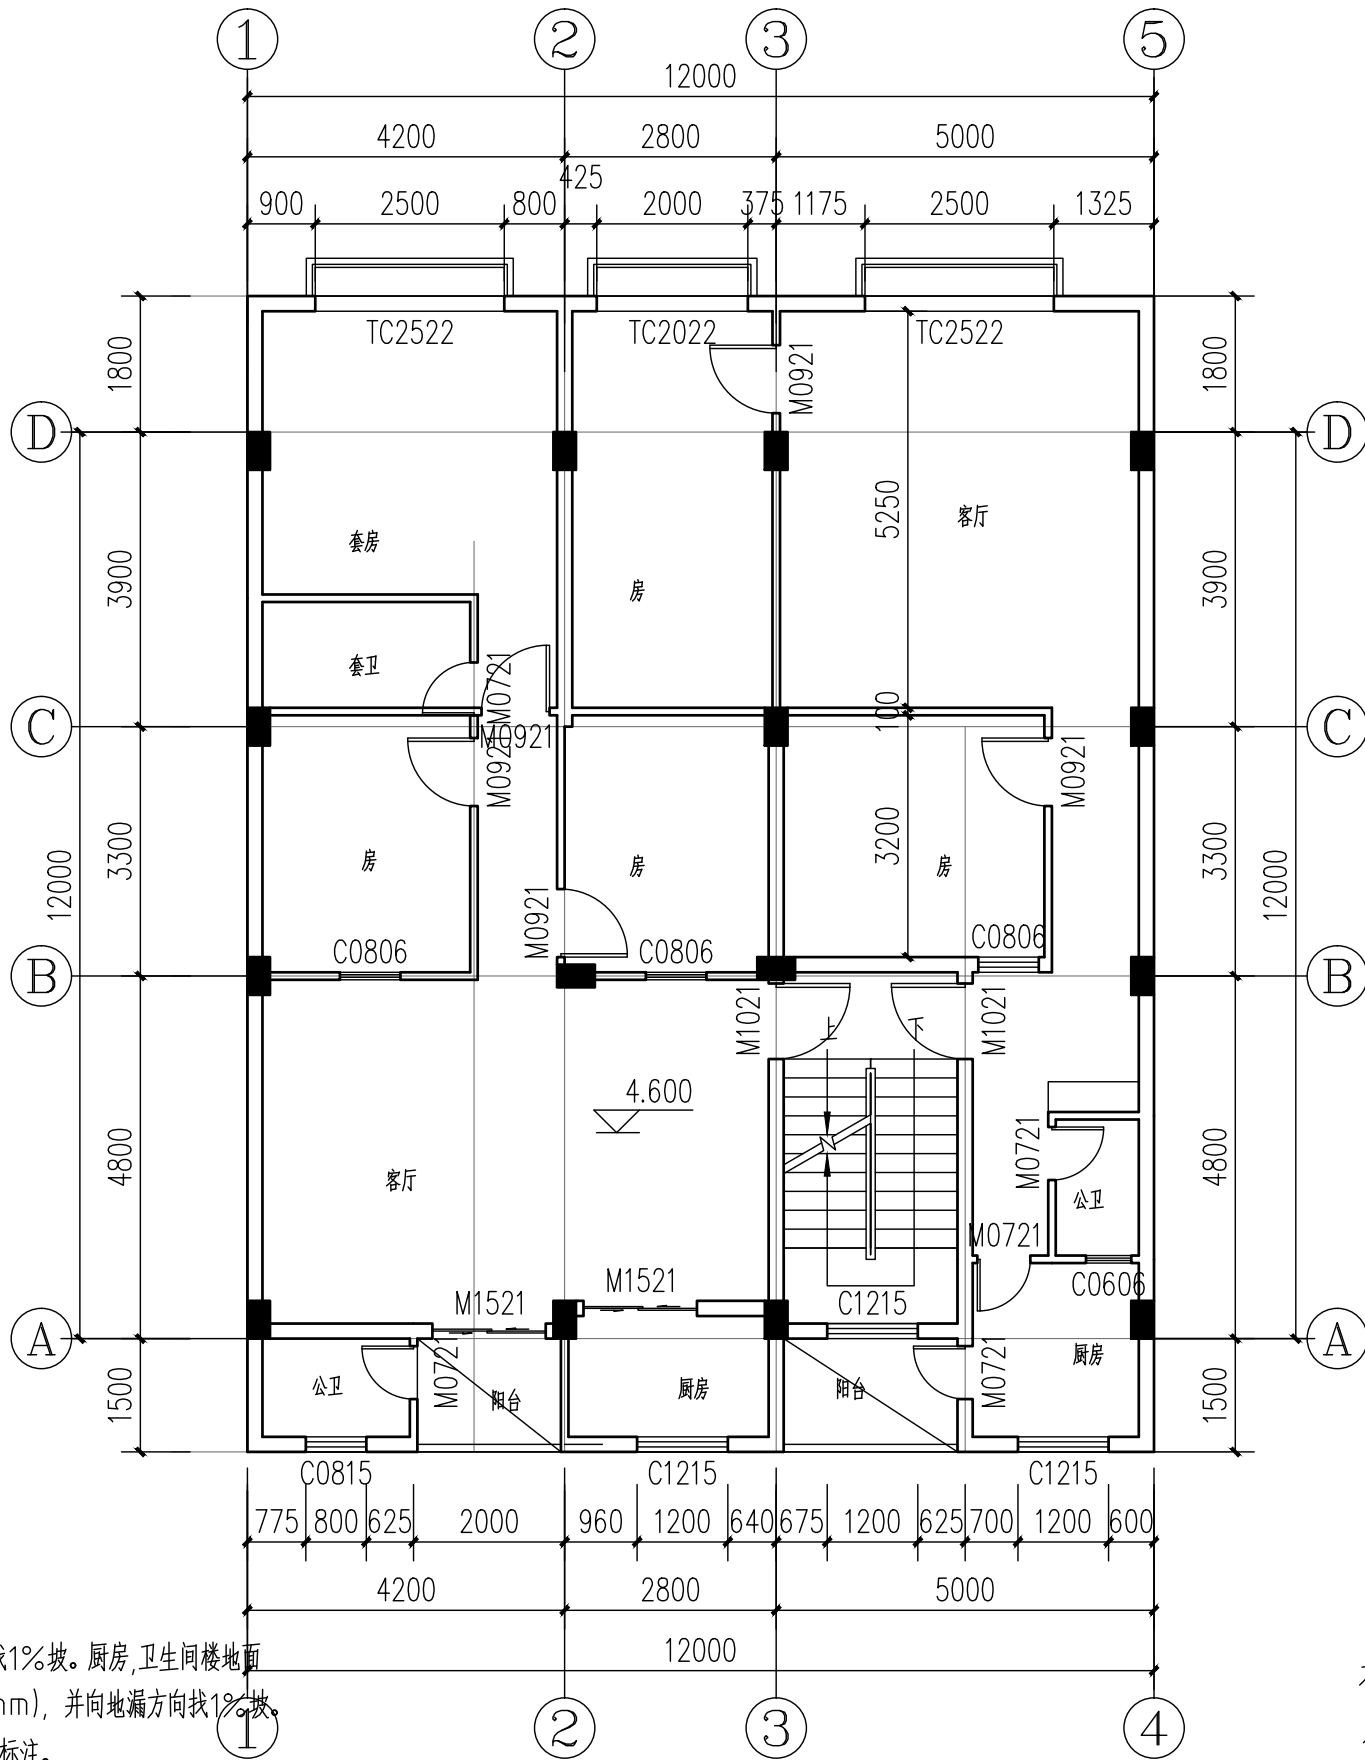 1 2 3 5
12000
4200 2800 5000
425
900 2500 800 2000 375 1175 2500 1325
TC2522 TC2022 TC2522
1800 M0921 1800
D D
5250 客厅
套房
3900 房 3900
套卫
M0721
100
C M0921 C
M0921 M0921
12000 3300 3200 3300 12000
房 房 房
M0921
C0806 C0806 C0806
B B
M1021 上 下 M1021
4.600
4800 M0721 4800
客厅 公卫
M0721
M1521 C0606
M1521 C1215
A A
M0721 M0721 厨房
1500 公卫 阳台 厨房 阳台 1500
C0815 C1215 C1215
775 800 625 2000 960 1200 640 675 1200 625 700 1200 600
4200 2800 5000
12000
找1%坡。厨房,卫生间楼地面
mm), 并向地漏方向找1%坡。
标注。
1 2 3 4